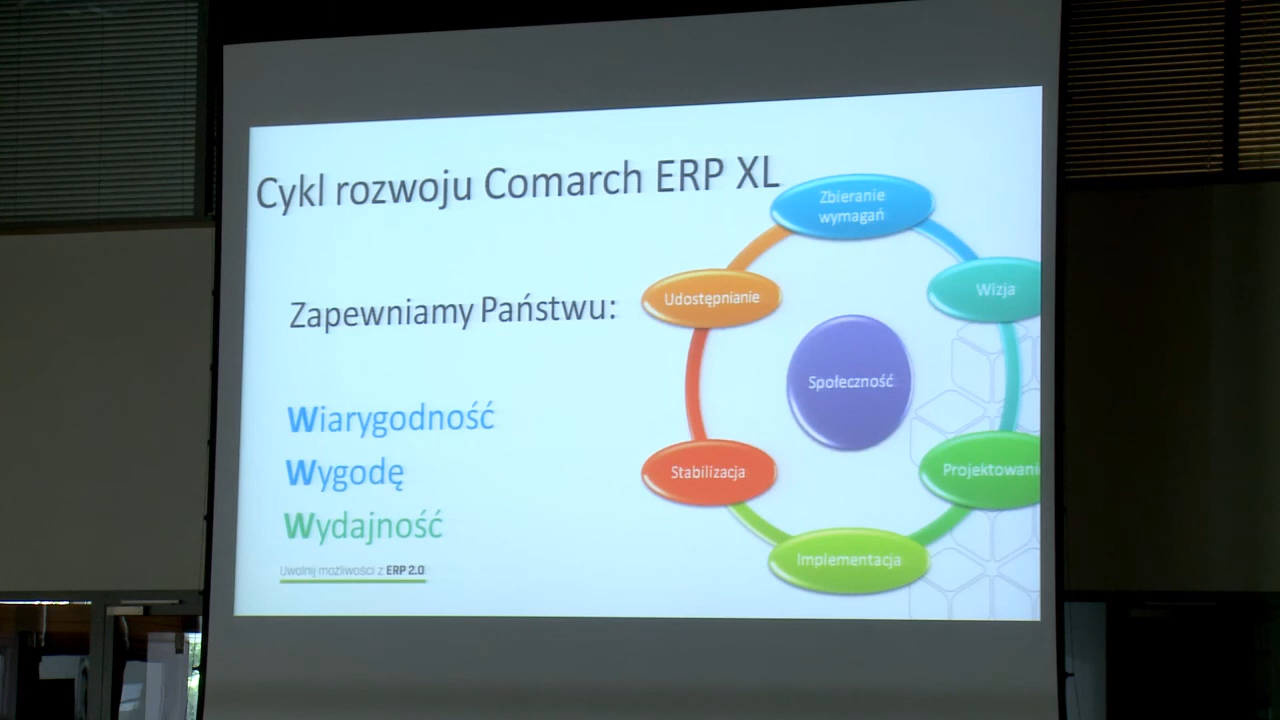 Cykl rozwoju Comarch ERP XL
Zapewniamy Państwu:
Wiarygodność
Wygodę
Wydajność
Uwolnij możliwości z ERP 2.0
Zbieranie
wymagań
Wizja
Projektowani
Implementacja
Stabilizacja
Udostępnianie
Społeczność